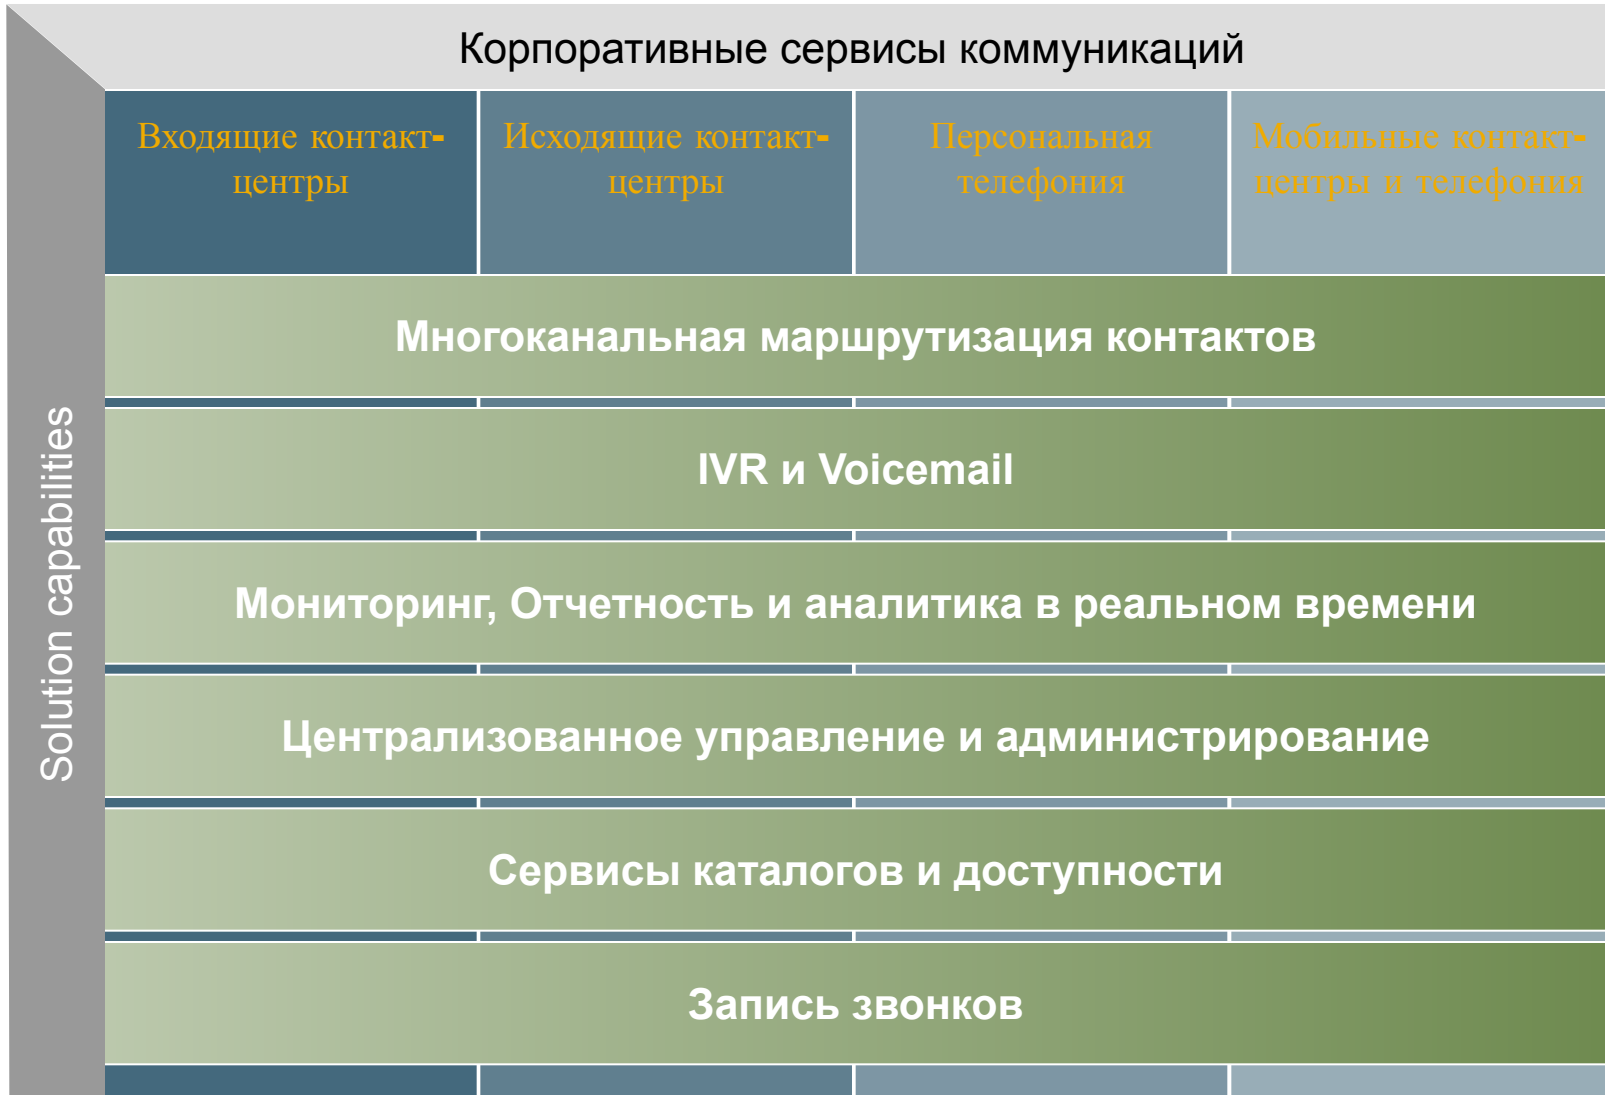 Корпоративные сервисы коммуникаций
Входящие контакт-
центры
Исходящие контакт-
центры
Персональная
телефония
Мобильные контакт-
центры и телефония
Solution capabilities
Многоканальная маршрутизация контактов
IVR и Voicemail
Мониторинг, Отчетность и аналитика в реальном времени
Централизованное управление и администрирование
Сервисы каталогов и доступности
Запись звонков